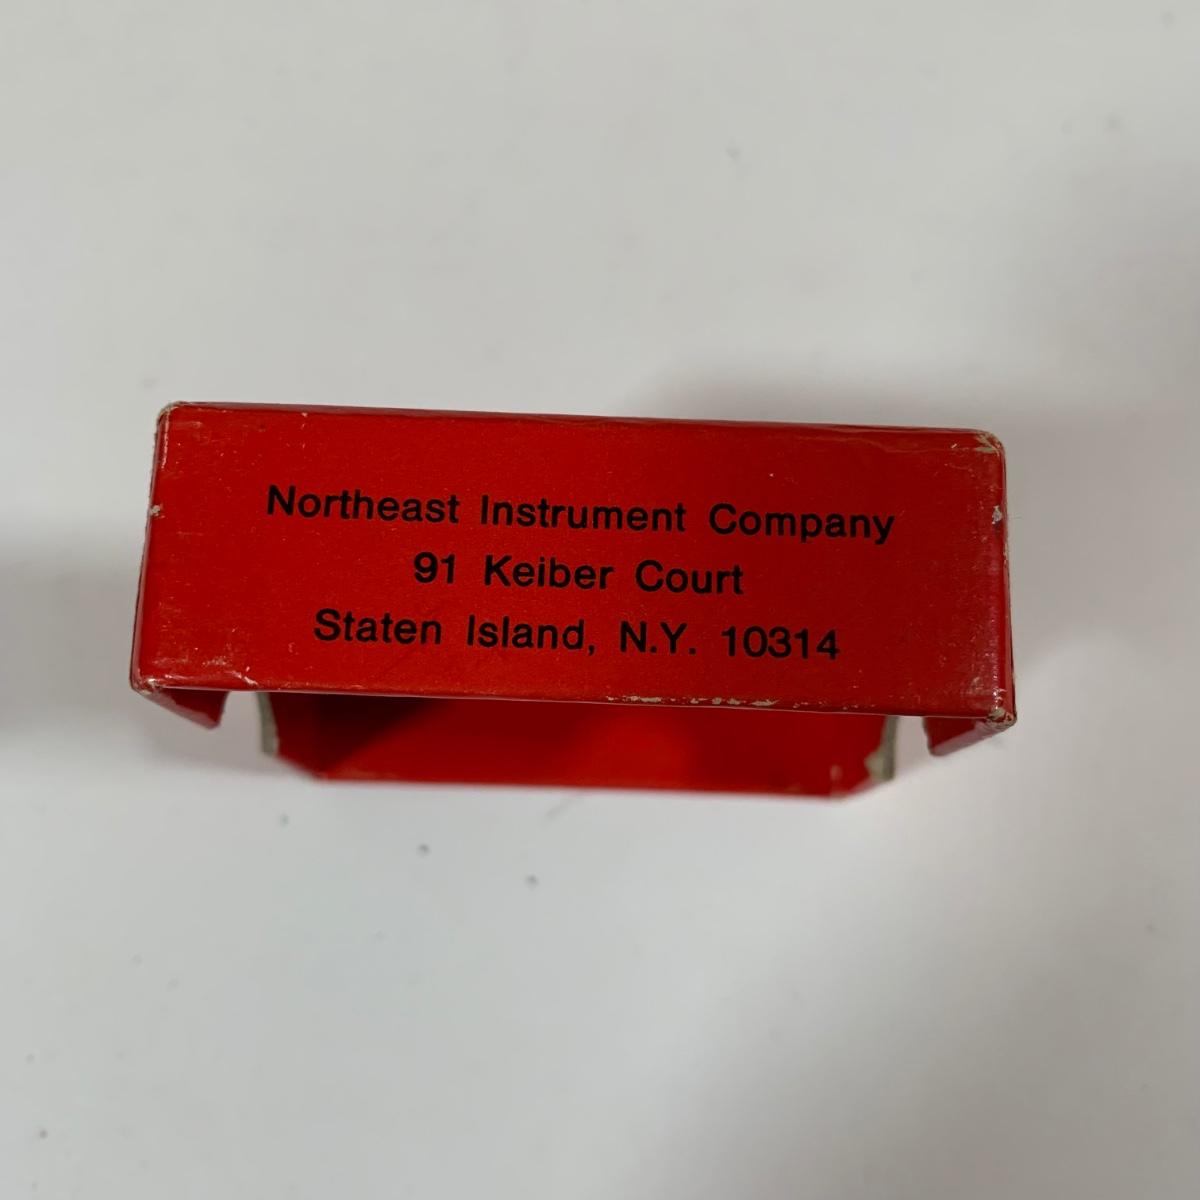 Northeast Instrument Company
91 Keiber Court
Staten Island, N.Y. 10314